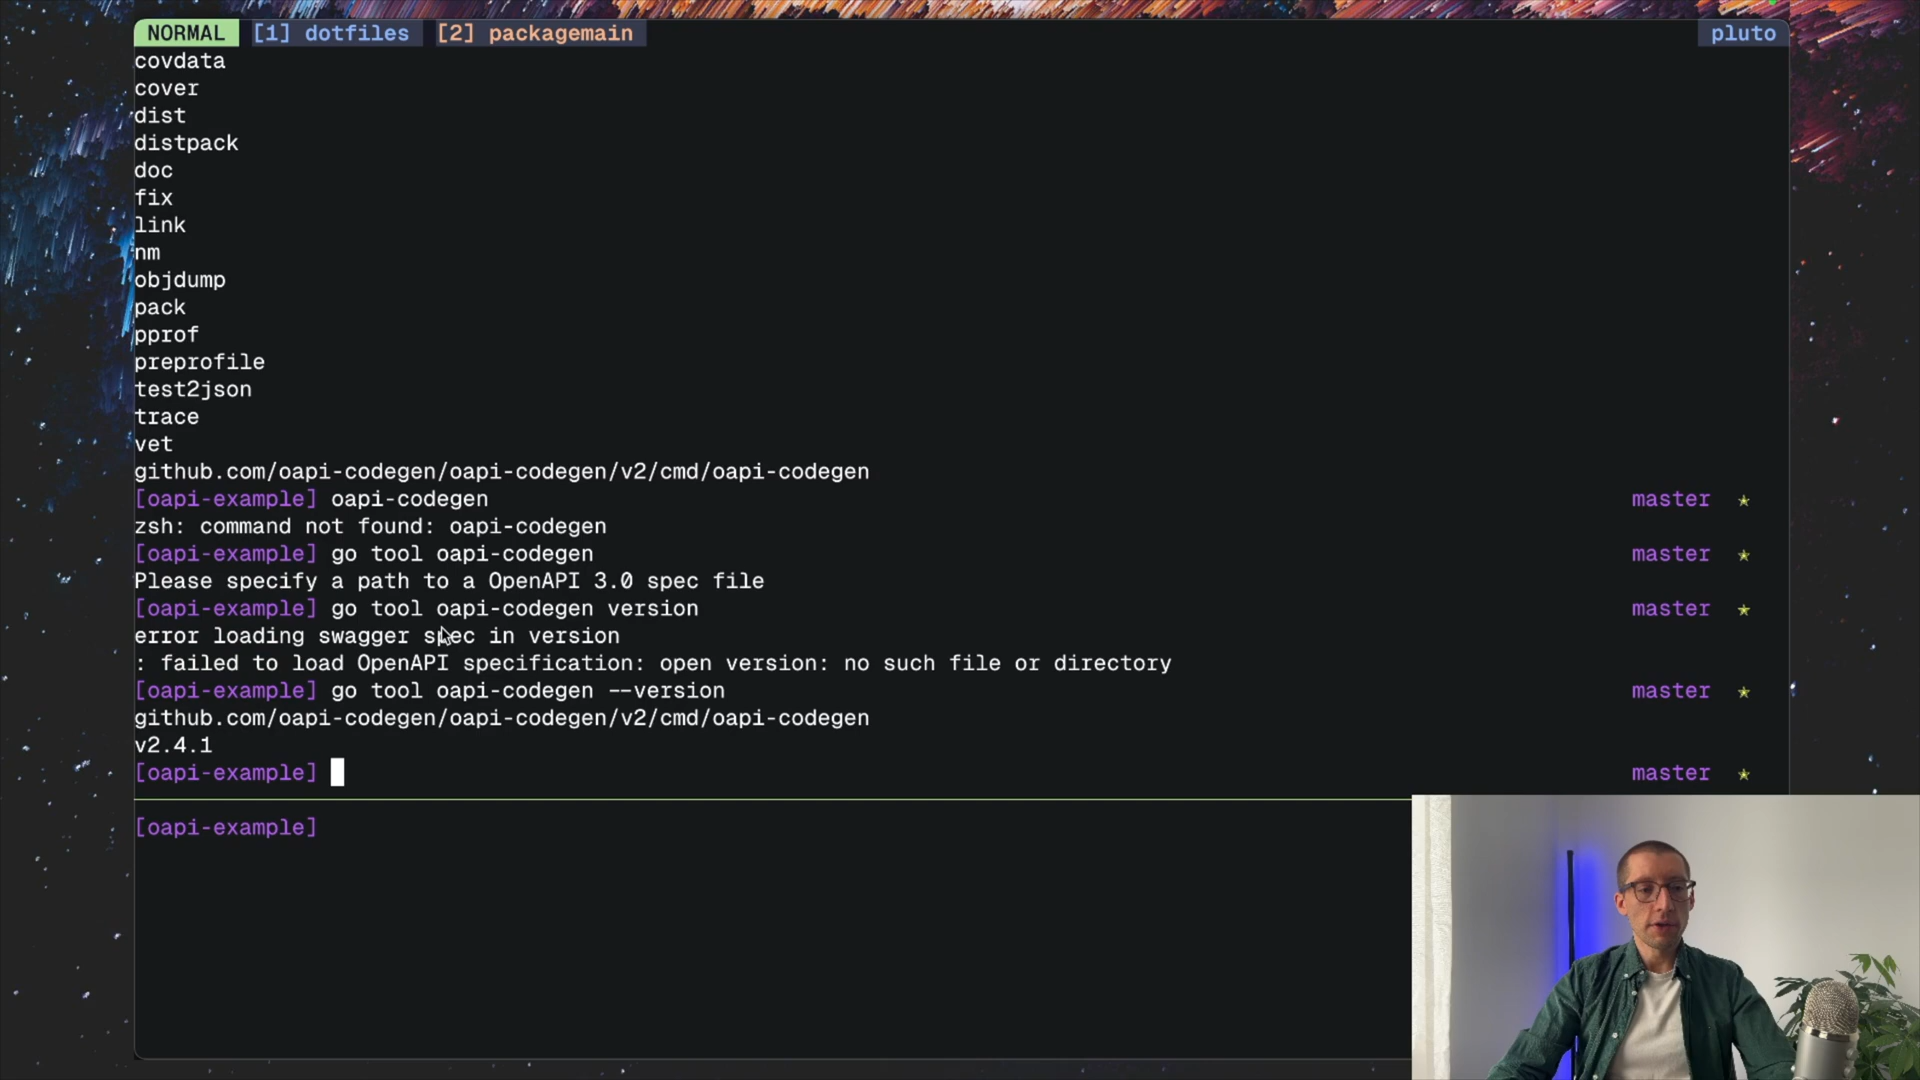 NORMAL [1] dotfiles [2] packagemain pluto
covdata
cover
dist
distpack
doc
fix
link
nm
objdump
pack
pprof
preprofile
test2json
trace
vet
github.com/oapi-codegen/oapi-codegen/v2/cmd/oapi-codegen
[oapi-example] oapi-codegen master ★
zsh: command not found: oapi-codegen
[oapi-example] go tool oapi-codegen master ★
Please specify a path to a OpenAPI 3.0 spec file
[oapi-example] go tool oapi-codegen version master ★
error loading swagger spec in version
: failed to load OpenAPI specification: open version: no such file or directory
[oapi-example] go tool oapi-codegen --version master ★
github.com/oapi-codegen/oapi-codegen/v2/cmd/oapi-codegen
v2.4.1
[oapi-example] master ★
[oapi-example]